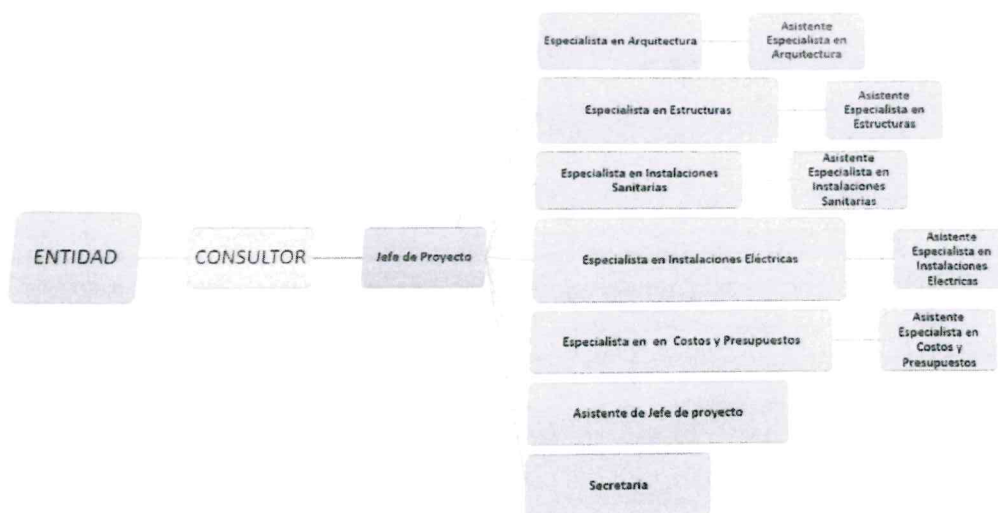 ENTIDAD
CONSULTOR
Jefe de Proyecto
Especialista en Arquitectura
Asistente
Especialista en
Arquitectura
Especialista en Estructuras
Asistente
Especialista en
Estructuras
Especialista en Instalaciones
Sanitarias
Asistente
Especialista en
Instalaciones
Sanitarias
Especialista en Instalaciones Eléctricas
Asistente
Especialista en
Instalaciones
Electricas
Especialista en en Costos y Presupuestos
Asistente
Especialista en
Costos y
Presupuestos
Asistente de Jefe de proyecto
Secretaria